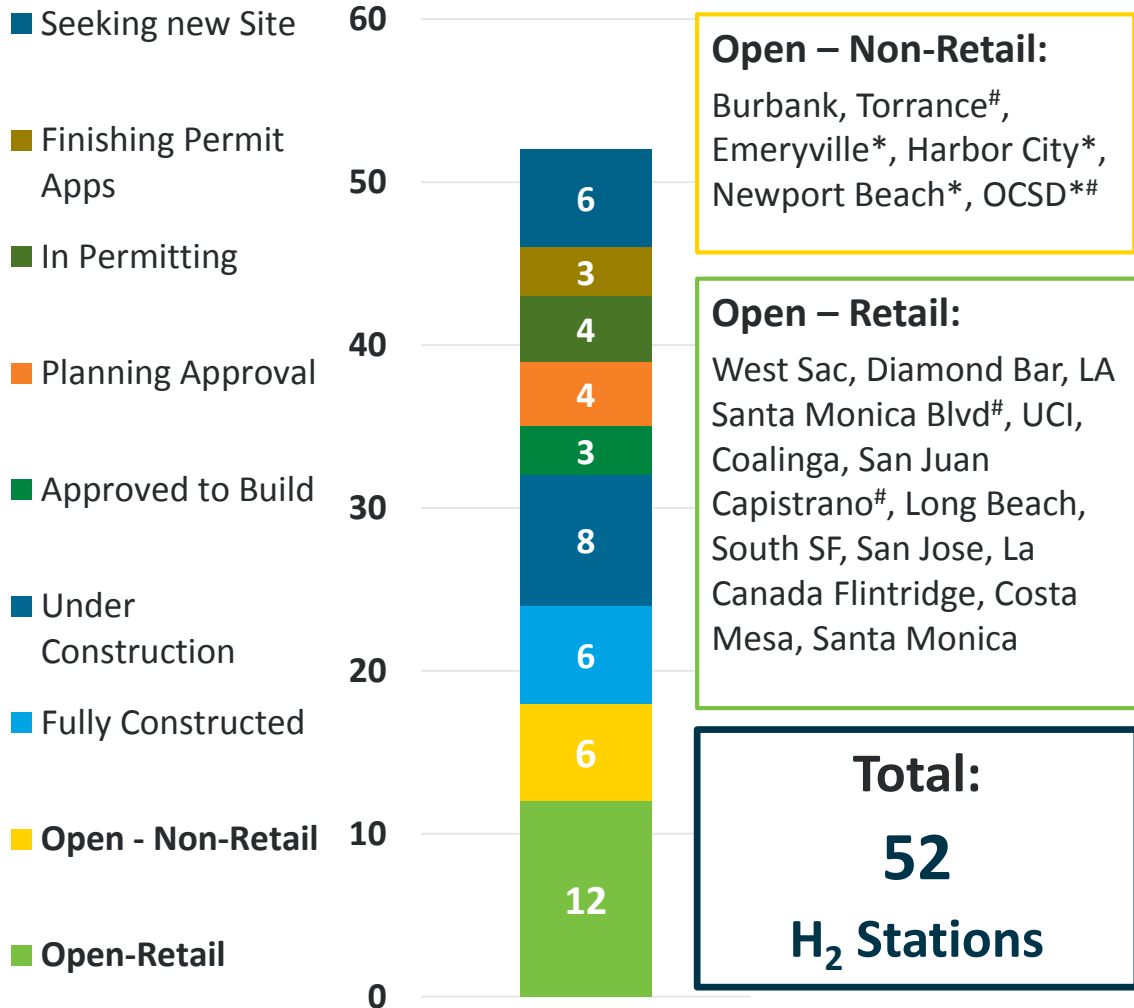 Seeking new Site
Finishing Permit
Apps
In Permitting
Planning Approval
Approved to Build
Under
Construction
Fully Constructed
Open - Non-Retail
Open-Retail
60
50
40
30
20
10
0
6
3
4
4
3
8
6
6
12
Open – Non-Retail:
Burbank, Torrance#,
Emeryville*, Harbor City*,
Newport Beach*, OCSD*#
Open – Retail:
West Sac, Diamond Bar, LA
Santa Monica Blvd#, UCI,
Coalinga, San Juan
Capistrano#, Long Beach,
South SF, San Jose, La
Canada Flintridge, Costa
Mesa, Santa Monica
Total:
52
H₂ Stations